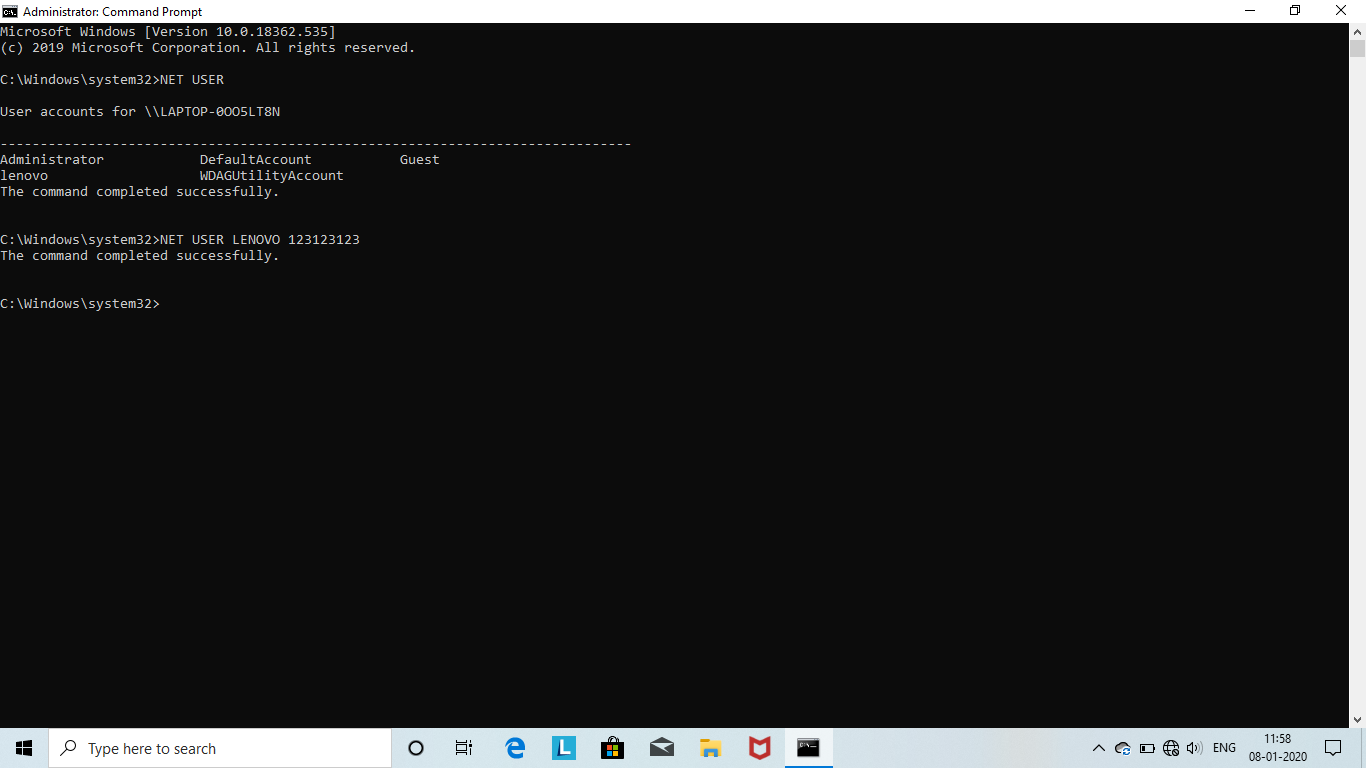 Administrator: Command Prompt
Microsoft Windows [Version 10.0.18362.535]
(c) 2019 Microsoft Corporation. All rights reserved.
C:\Windows\system32>NET USER
User accounts for \\LAPTOP-0OO5LT8N
-------------------------------------------------------------------------------
Administrator            DefaultAccount           Guest
lenovo                   WDAGUtilityAccount
The command completed successfully.
C:\Windows\system32>NET USER LENOVO 123123123
The command completed successfully.
C:\Windows\system32>
Type here to search
ENG
11:58
08-01-2020